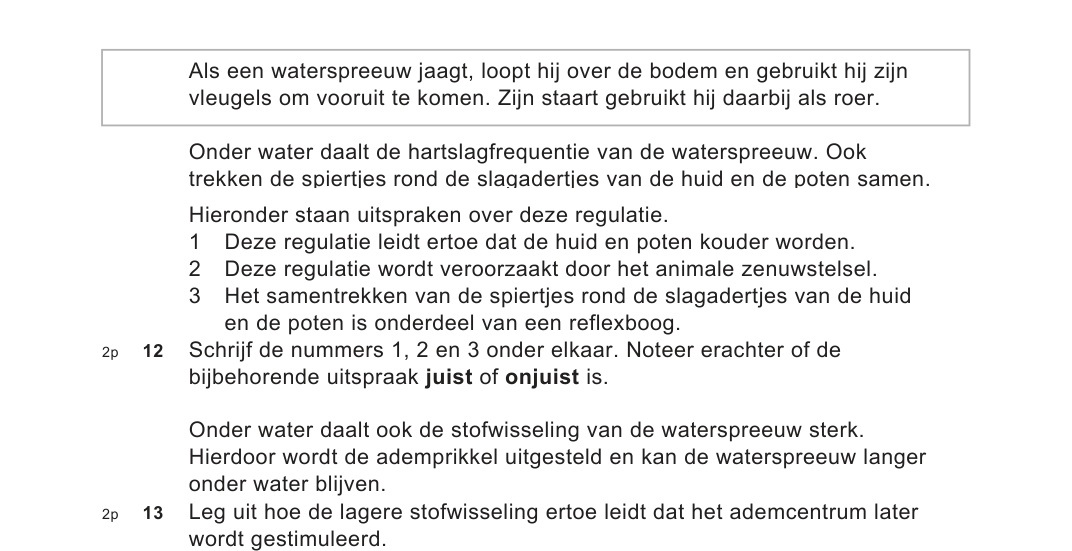 Als een waterspreeuw jaagt, loopt hij over de bodem en gebruikt hij zijn
vleugels om vooruit te komen. Zijn staart gebruikt hij daarbij als roer.
Onder water daalt de hartslagfrequentie van de waterspreeuw. Ook
trekken de spiertjes rond de slagadertjes van de huid en de poten samen.
Hieronder staan uitspraken over deze regulatie.
1 Deze regulatie leidt ertoe dat de huid en poten kouder worden.
2 Deze regulatie wordt veroorzaakt door het animale zenuwstelsel.
3 Het samentrekken van de spiertjes rond de slagadertjes van de huid
en de poten is onderdeel van een reflexboog.
2p 12 Schrijf de nummers 1, 2 en 3 onder elkaar. Noteer erachter of de
bijbehorende uitspraak juist of onjuist is.
Onder water daalt ook de stofwisseling van de waterspreeuw sterk.
Hierdoor wordt de ademprikkel uitgesteld en kan de waterspreeuw langer
onder water blijven.
2p 13 Leg uit hoe de lagere stofwisseling ertoe leidt dat het ademcentrum later
wordt gestimuleerd.